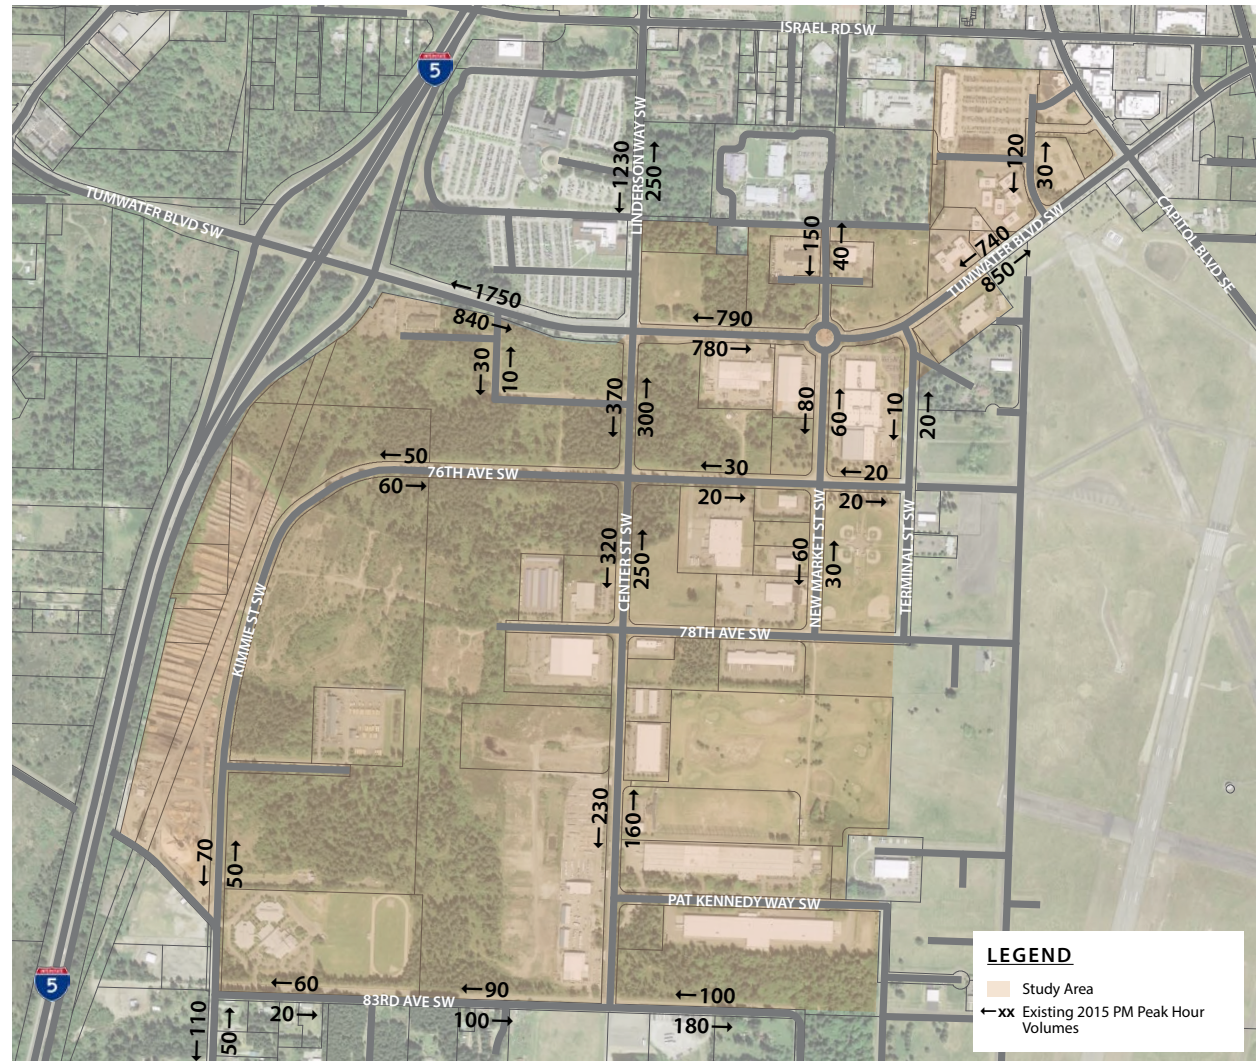 ISRAEL RD SW
INTERSTATE
5
TUMWATER BLVD SW
LINDERSON WAY SW
←1230
250→
←120
30→
CAPITOL BLVD SE
←150
40→
←740
TUMWATER BLVD SW
850→
←1750
840→
←790
780→
←30
10→
←370
300→
←80
60→
←10
20→
←50
76TH AVE SW
60→
←30
20→
←20
20→
←320
CENTER ST SW
250→
←60
NEW MARKET ST SW
30→
TERMINAL ST SW
KIMMIE ST SW
78TH AVE SW
←230
160→
←70
50→
PAT KENNEDY WAY SW
INTERSTATE
5
←60
83RD AVE SW
20→
←90
100→
←100
180→
←110
50→
LEGEND
Study Area
←xx Existing 2015 PM Peak Hour
Volumes